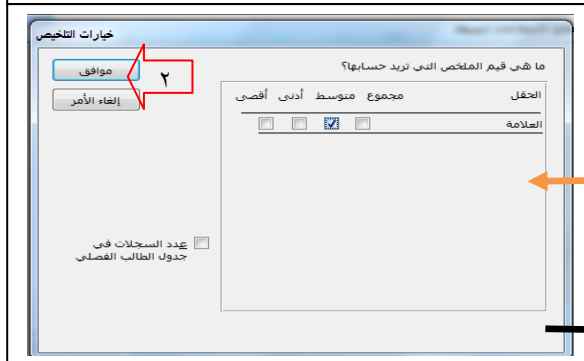 خيارات التلخيص
ما هي قيم الملخص التي تريد حسابها؟
موافق
٢
إلغاء الأمر
الحقل مجموع متوسط أدنى أقصى
العلامة
عدد السجلات في
جدول الطالب الفصلي